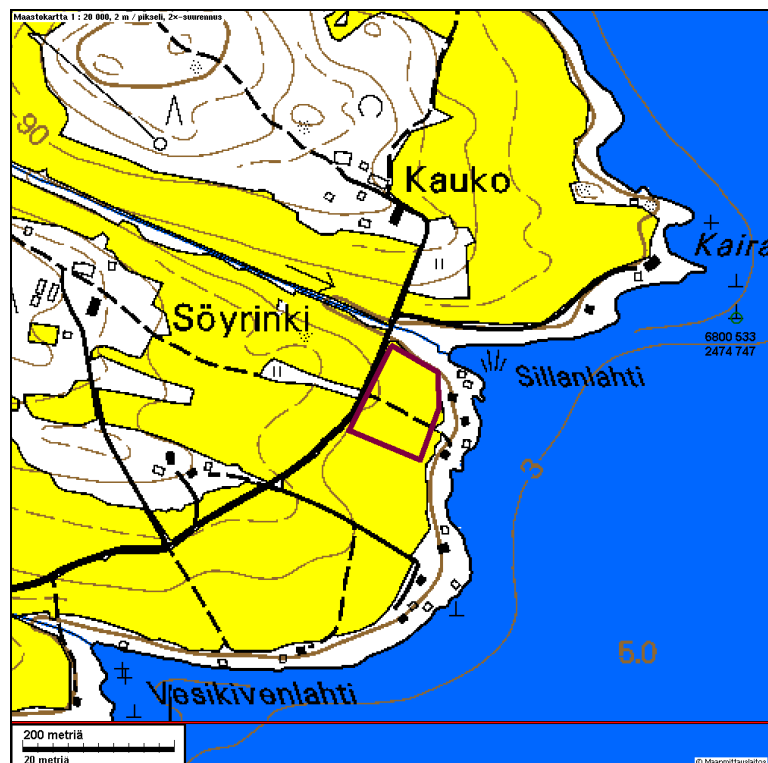 Maastokartta 1 : 20 000, 2 m / pikseli, 2×-suurennus
90
Kauko
Kaira
Söyrinki
6800 533
2474 747
Sillanlahti
3
5.0
Vesikivenlahti
200 metriä
20 metriä
© Maanmittauslaitos